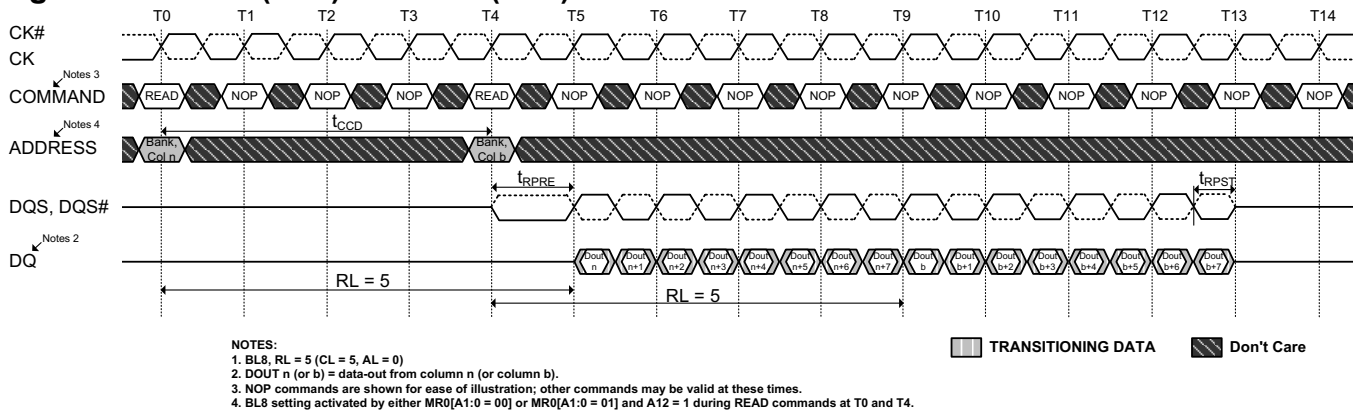 T0 T1 T2 T3 T4 T5 T6 T7 T8 T9 T10 T11 T12 T13 T14
CK#
CK
Notes 3
COMMAND READ NOP NOP NOP READ NOP NOP NOP NOP NOP NOP NOP NOP NOP NOP
Notes 4
tCCD
ADDRESS Bank, Col n Bank, Col b
tRPRE tRPST
DQS, DQS#
Notes 2
DQ Dout n Dout n+1 Dout n+2 Dout n+3 Dout n+4 Dout n+5 Dout n+6 Dout n+7 Dout b Dout b+1 Dout b+2 Dout b+3 Dout b+4 Dout b+5 Dout b+6 Dout b+7
RL = 5 RL = 5
NOTES:
1. BL8, RL = 5 (CL = 5, AL = 0)
2. DOUT n (or b) = data-out from column n (or column b).
3. NOP commands are shown for ease of illustration; other commands may be valid at these times.
4. BL8 setting activated by either MR0[A1:0 = 00] or MR0[A1:0 = 01] and A12 = 1 during READ commands at T0 and T4.
TRANSITIONING DATA Don't Care